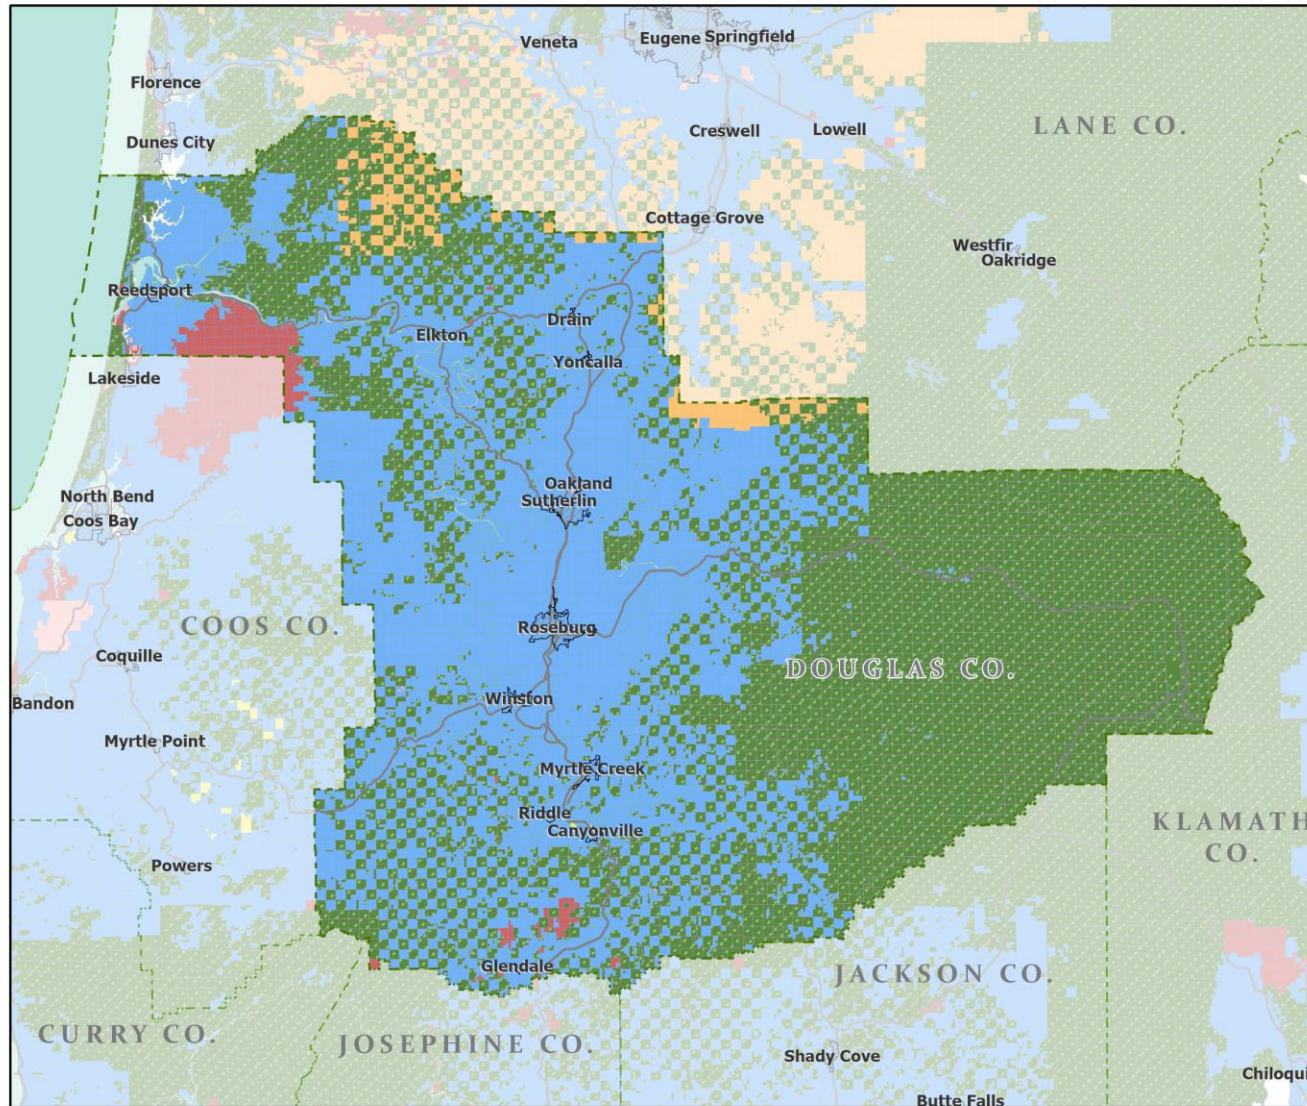 Veneta
Eugene Springfield
Florence
LANE CO.
Dunes City
Creswell
Lowell
Cottage Grove
Westfir
Oakridge
Reedsport
Drain
Elkton
Yoncalla
Lakeside
Oakland
Sutherlin
North Bend
Coos Bay
COOS CO.
Roseburg
Coquille
DOUGLAS CO.
Bandon
Winston
Myrtle Point
Myrtle Creek
Riddle
Canyonville
KLAMATH
CO.
Powers
Glendale
JACKSON CO.
CURRY CO.
JOSEPHINE CO.
Shady Cove
Chiloqui
Butte Falls